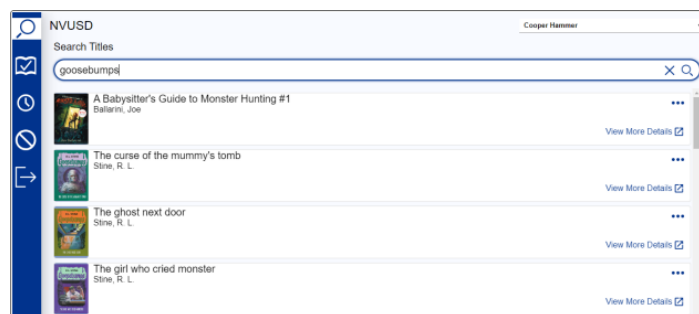 NVUSD
Cooper Hammer
Search Titles
goosebumps
A Babysitter's Guide to Monster Hunting #1
Ballarini, Joe
View More Details
The curse of the mummy's tomb
Stine, R. L.
View More Details
The ghost next door
Stine, R. L.
View More Details
The girl who cried monster
Stine, R. L.
View More Details